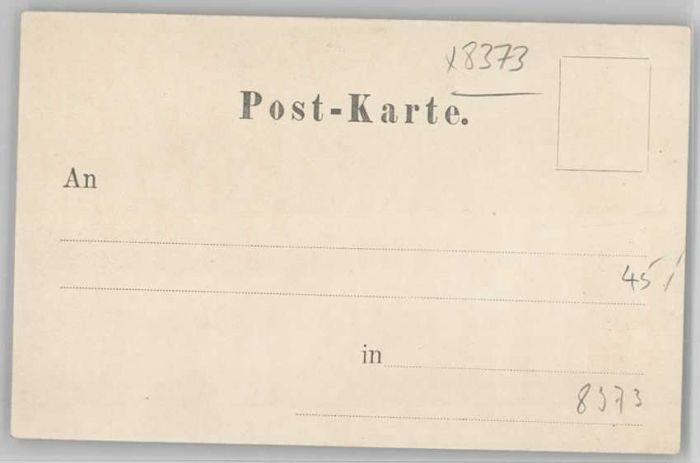 x8373
Post-Karte.
An
45/
in
8373